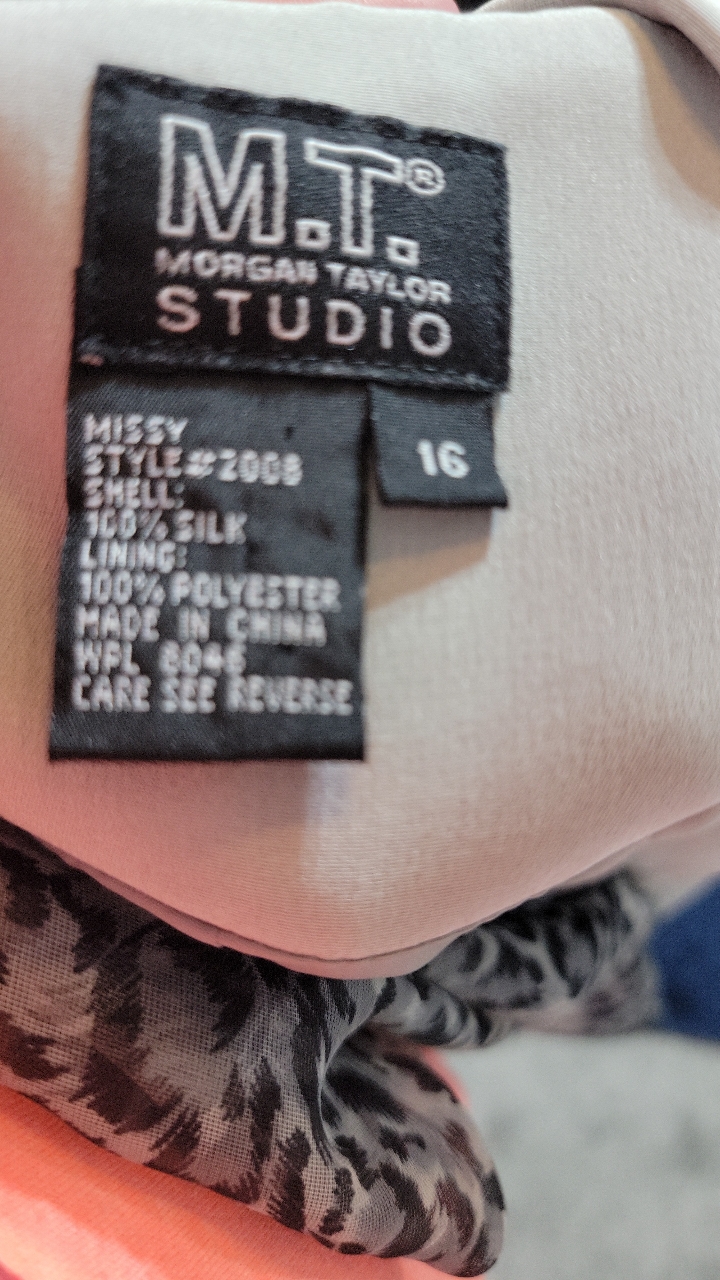 M.T.®
MORGAN TAYLOR
STUDIO
16
MISSY
STYLE#2008
SHELL:
100% SILK
LINING:
100% POLYESTER
MADE IN CHINA
WPL
CARE SEE REVERSE